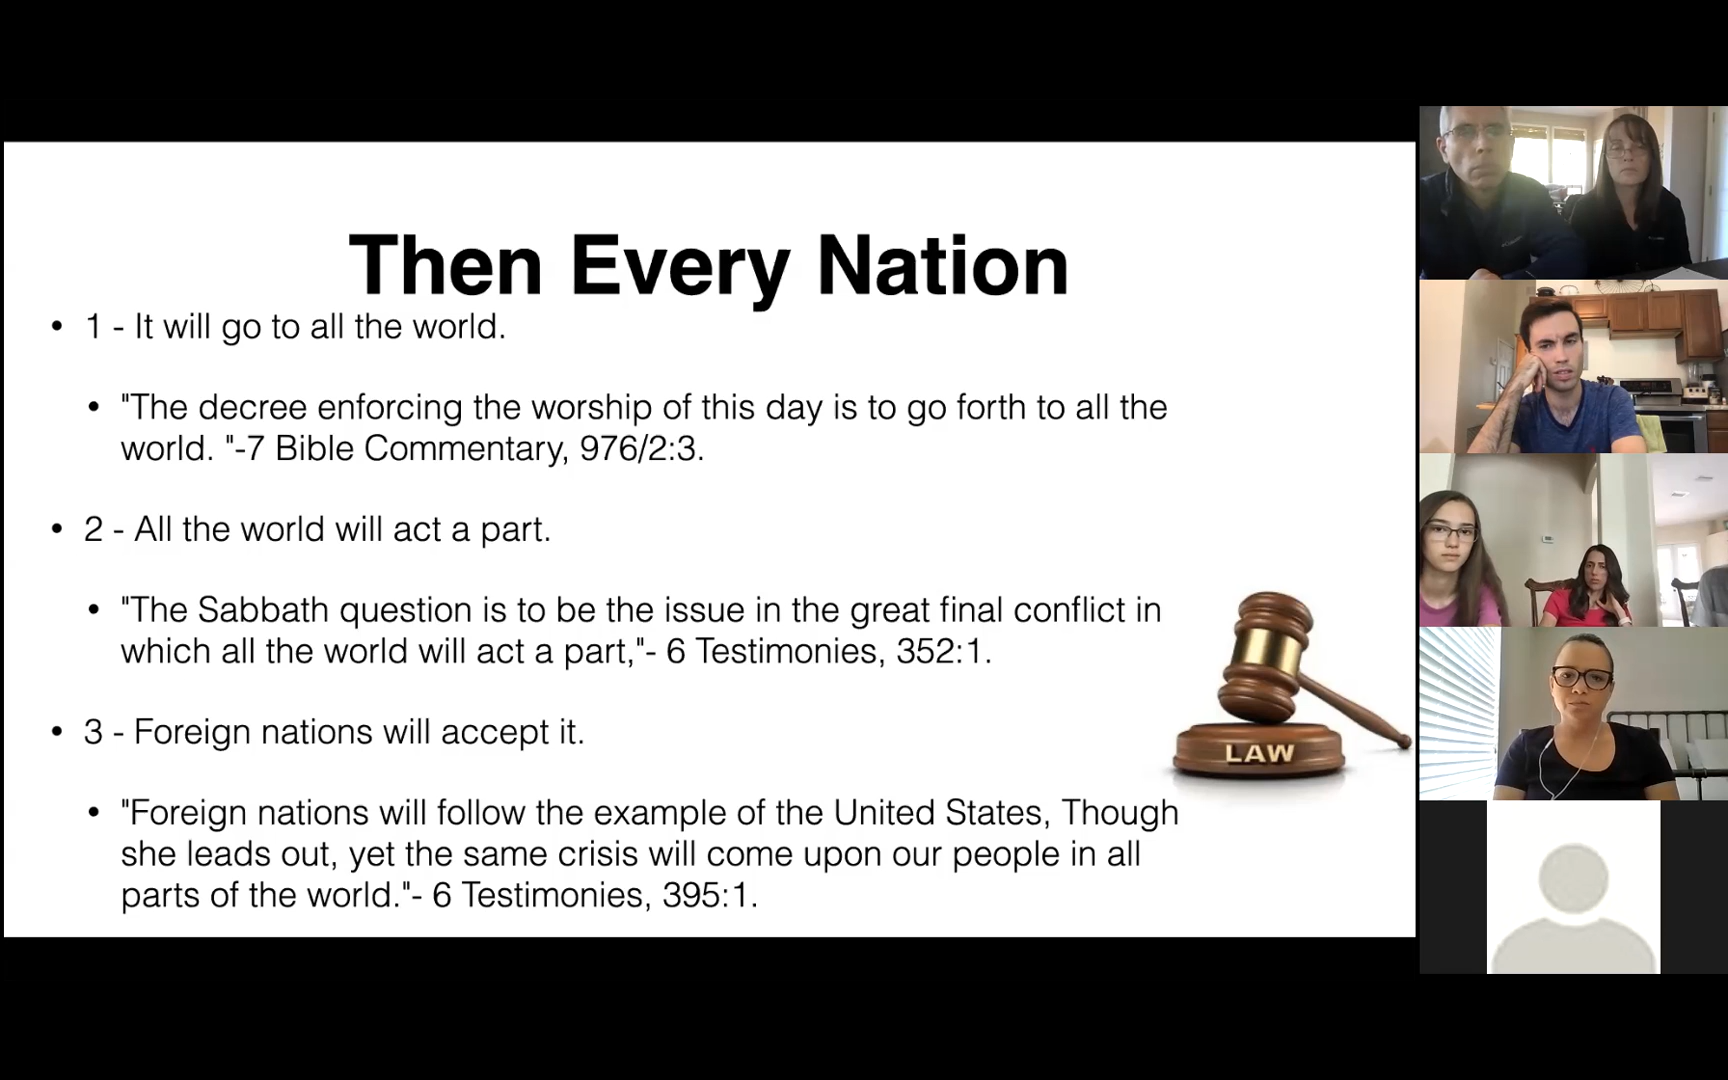 Then Every Nation
• 1 - It will go to all the world.
• "The decree enforcing the worship of this day is to go forth to all the
world. "-7 Bible Commentary, 976/2:3.
• 2 - All the world will act a part.
• "The Sabbath question is to be the issue in the great final conflict in
which all the world will act a part,"- 6 Testimonies, 352:1.
• 3 - Foreign nations will accept it.
• "Foreign nations will follow the example of the United States, Though
she leads out, yet the same crisis will come upon our people in all
parts of the world."- 6 Testimonies, 395:1.
LAW